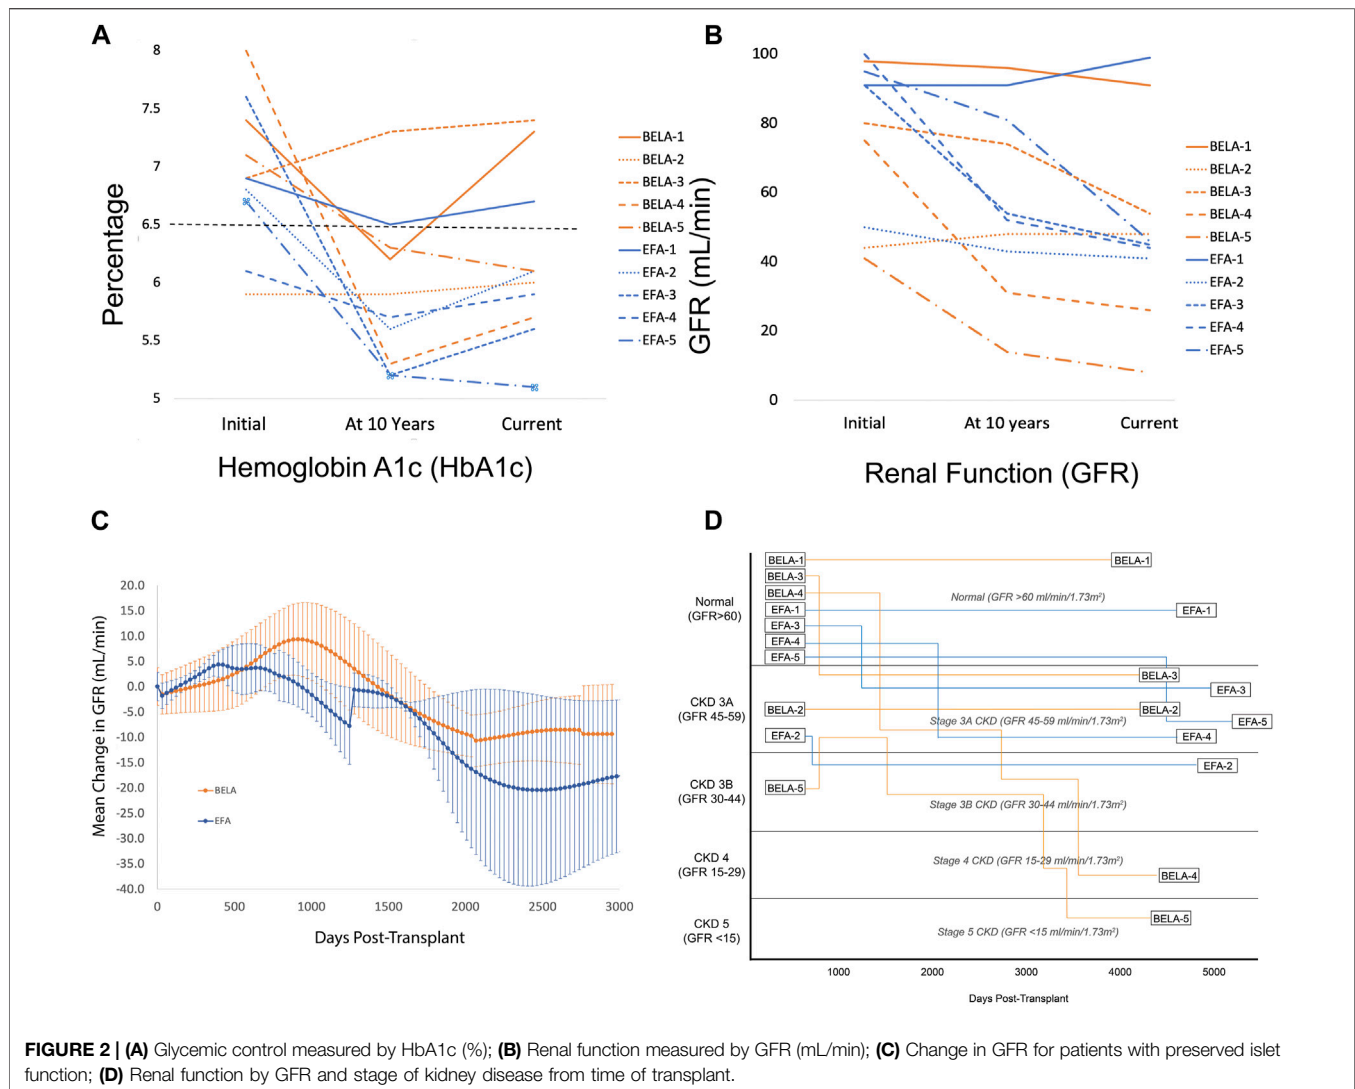 A
8
7.5
7
6.5
6
5.5
5
Percentage
Initial
At 10 Years
Current
Hemoglobin A1c (HbA1c)
BELA-1
BELA-2
BELA-3
BELA-4
BELA-5
EFA-1
EFA-2
EFA-3
EFA-4
EFA-5
B
100
80
60
40
20
0
GFR (mL/min)
Initial
At 10 years
Current
Renal Function (GFR)
BELA-1
BELA-2
BELA-3
BELA-4
BELA-5
EFA-1
EFA-2
EFA-3
EFA-4
EFA-5
C
20.0
15.0
10.0
5.0
0.0
-5.0
-10.0
-15.0
-20.0
-25.0
-30.0
-35.0
-40.0
Mean Change in GFR (mL/min)
BELA
EFA
0
500
1000
1500
2000
2500
3000
Days Post-Transplant
D
Normal
(GFR>60)
CKD 3A
(GFR 45-59)
CKD 3B
(GFR 30-44)
CKD 4
(GFR 15-29)
CKD 5
(GFR <15)
BELA-1
BELA-3
BELA-4
EFA-1
EFA-3
EFA-4
EFA-5
BELA-2
EFA-2
BELA-5
BELA-1
Normal (GFR >60 ml/min/1.73m²)
EFA-1
BELA-3
EFA-3
BELA-2
Stage 3A CKD (GFR 45-59 ml/min/1.73m²)
EFA-5
EFA-4
EFA-2
Stage 3B CKD (GFR 30-44 ml/min/1.73m²)
Stage 4 CKD (GFR 15-29 ml/min/1.73m²)
BELA-4
BELA-5
Stage 5 CKD (GFR <15 ml/min/1.73m²)
1000
2000
3000
4000
5000
Days Post-Transplant
FIGURE 2 | (A) Glycemic control measured by HbA1c (%); (B) Renal function measured by GFR (mL/min); (C) Change in GFR for patients with preserved islet
function; (D) Renal function by GFR and stage of kidney disease from time of transplant.